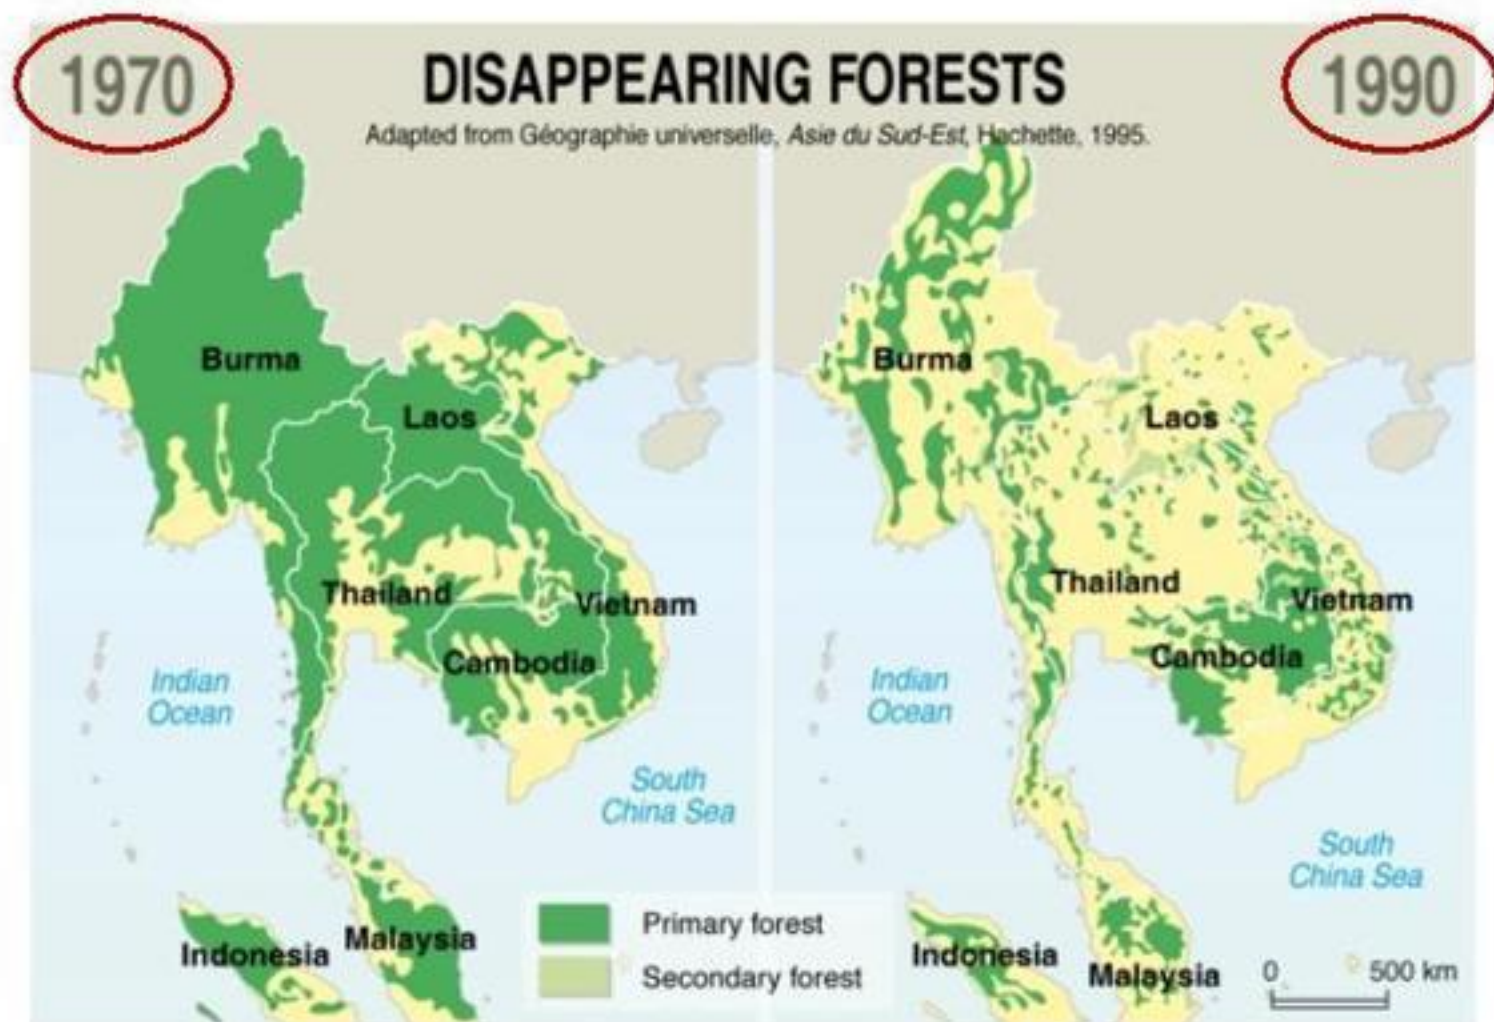 1970
DISAPPEARING FORESTS
1990
Adapted from Géographie universelle, Asie du Sud-Est, Hachette, 1995.
Burma
Laos
Thailand
Vietnam
Cambodia
Indian
Ocean
South
China Sea
Indonesia
Malaysia
Burma
Laos
Thailand
Vietnam
Cambodia
Indian
Ocean
South
China Sea
Indonesia
Malaysia
Primary forest
Secondary forest
0 500 km